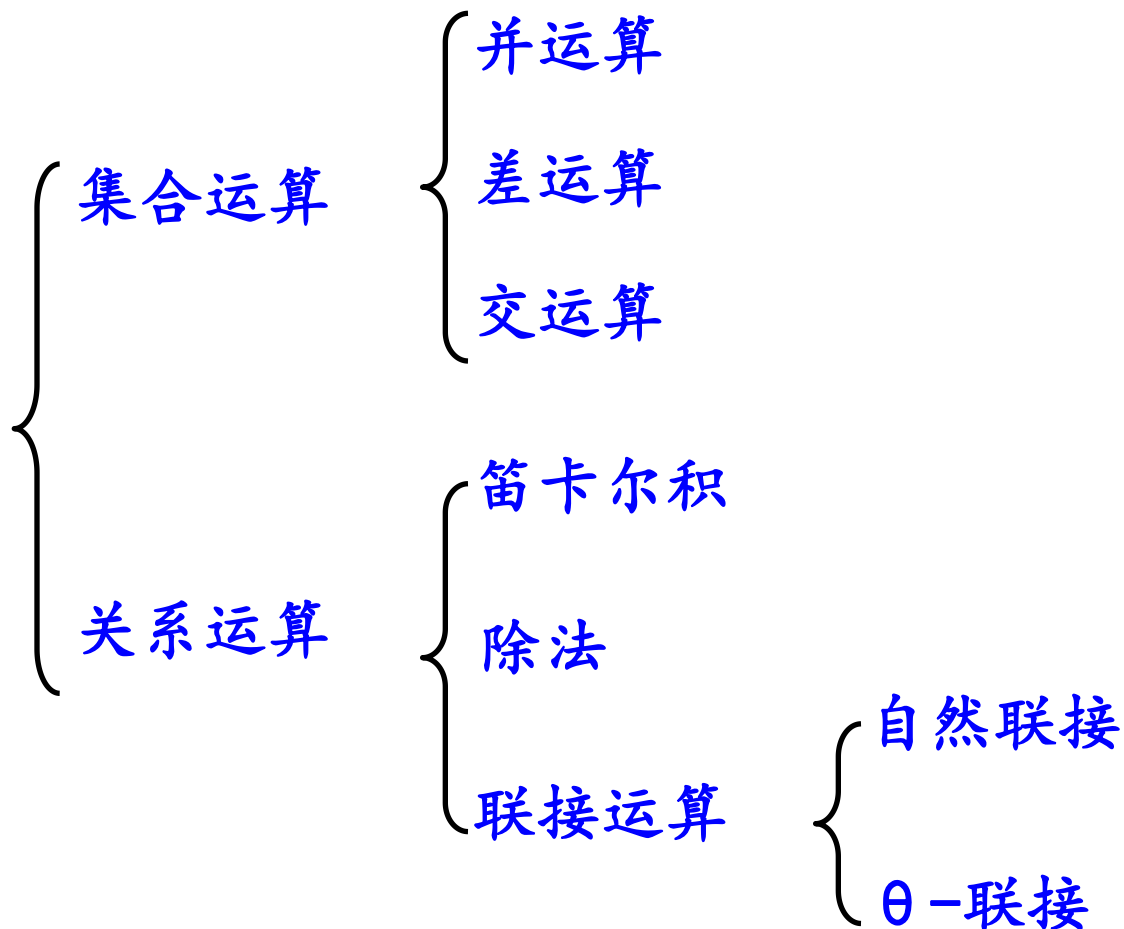 集合运算
并运算
差运算
交运算
关系运算
笛卡尔积
除法
联接运算
自然联接
θ-联接